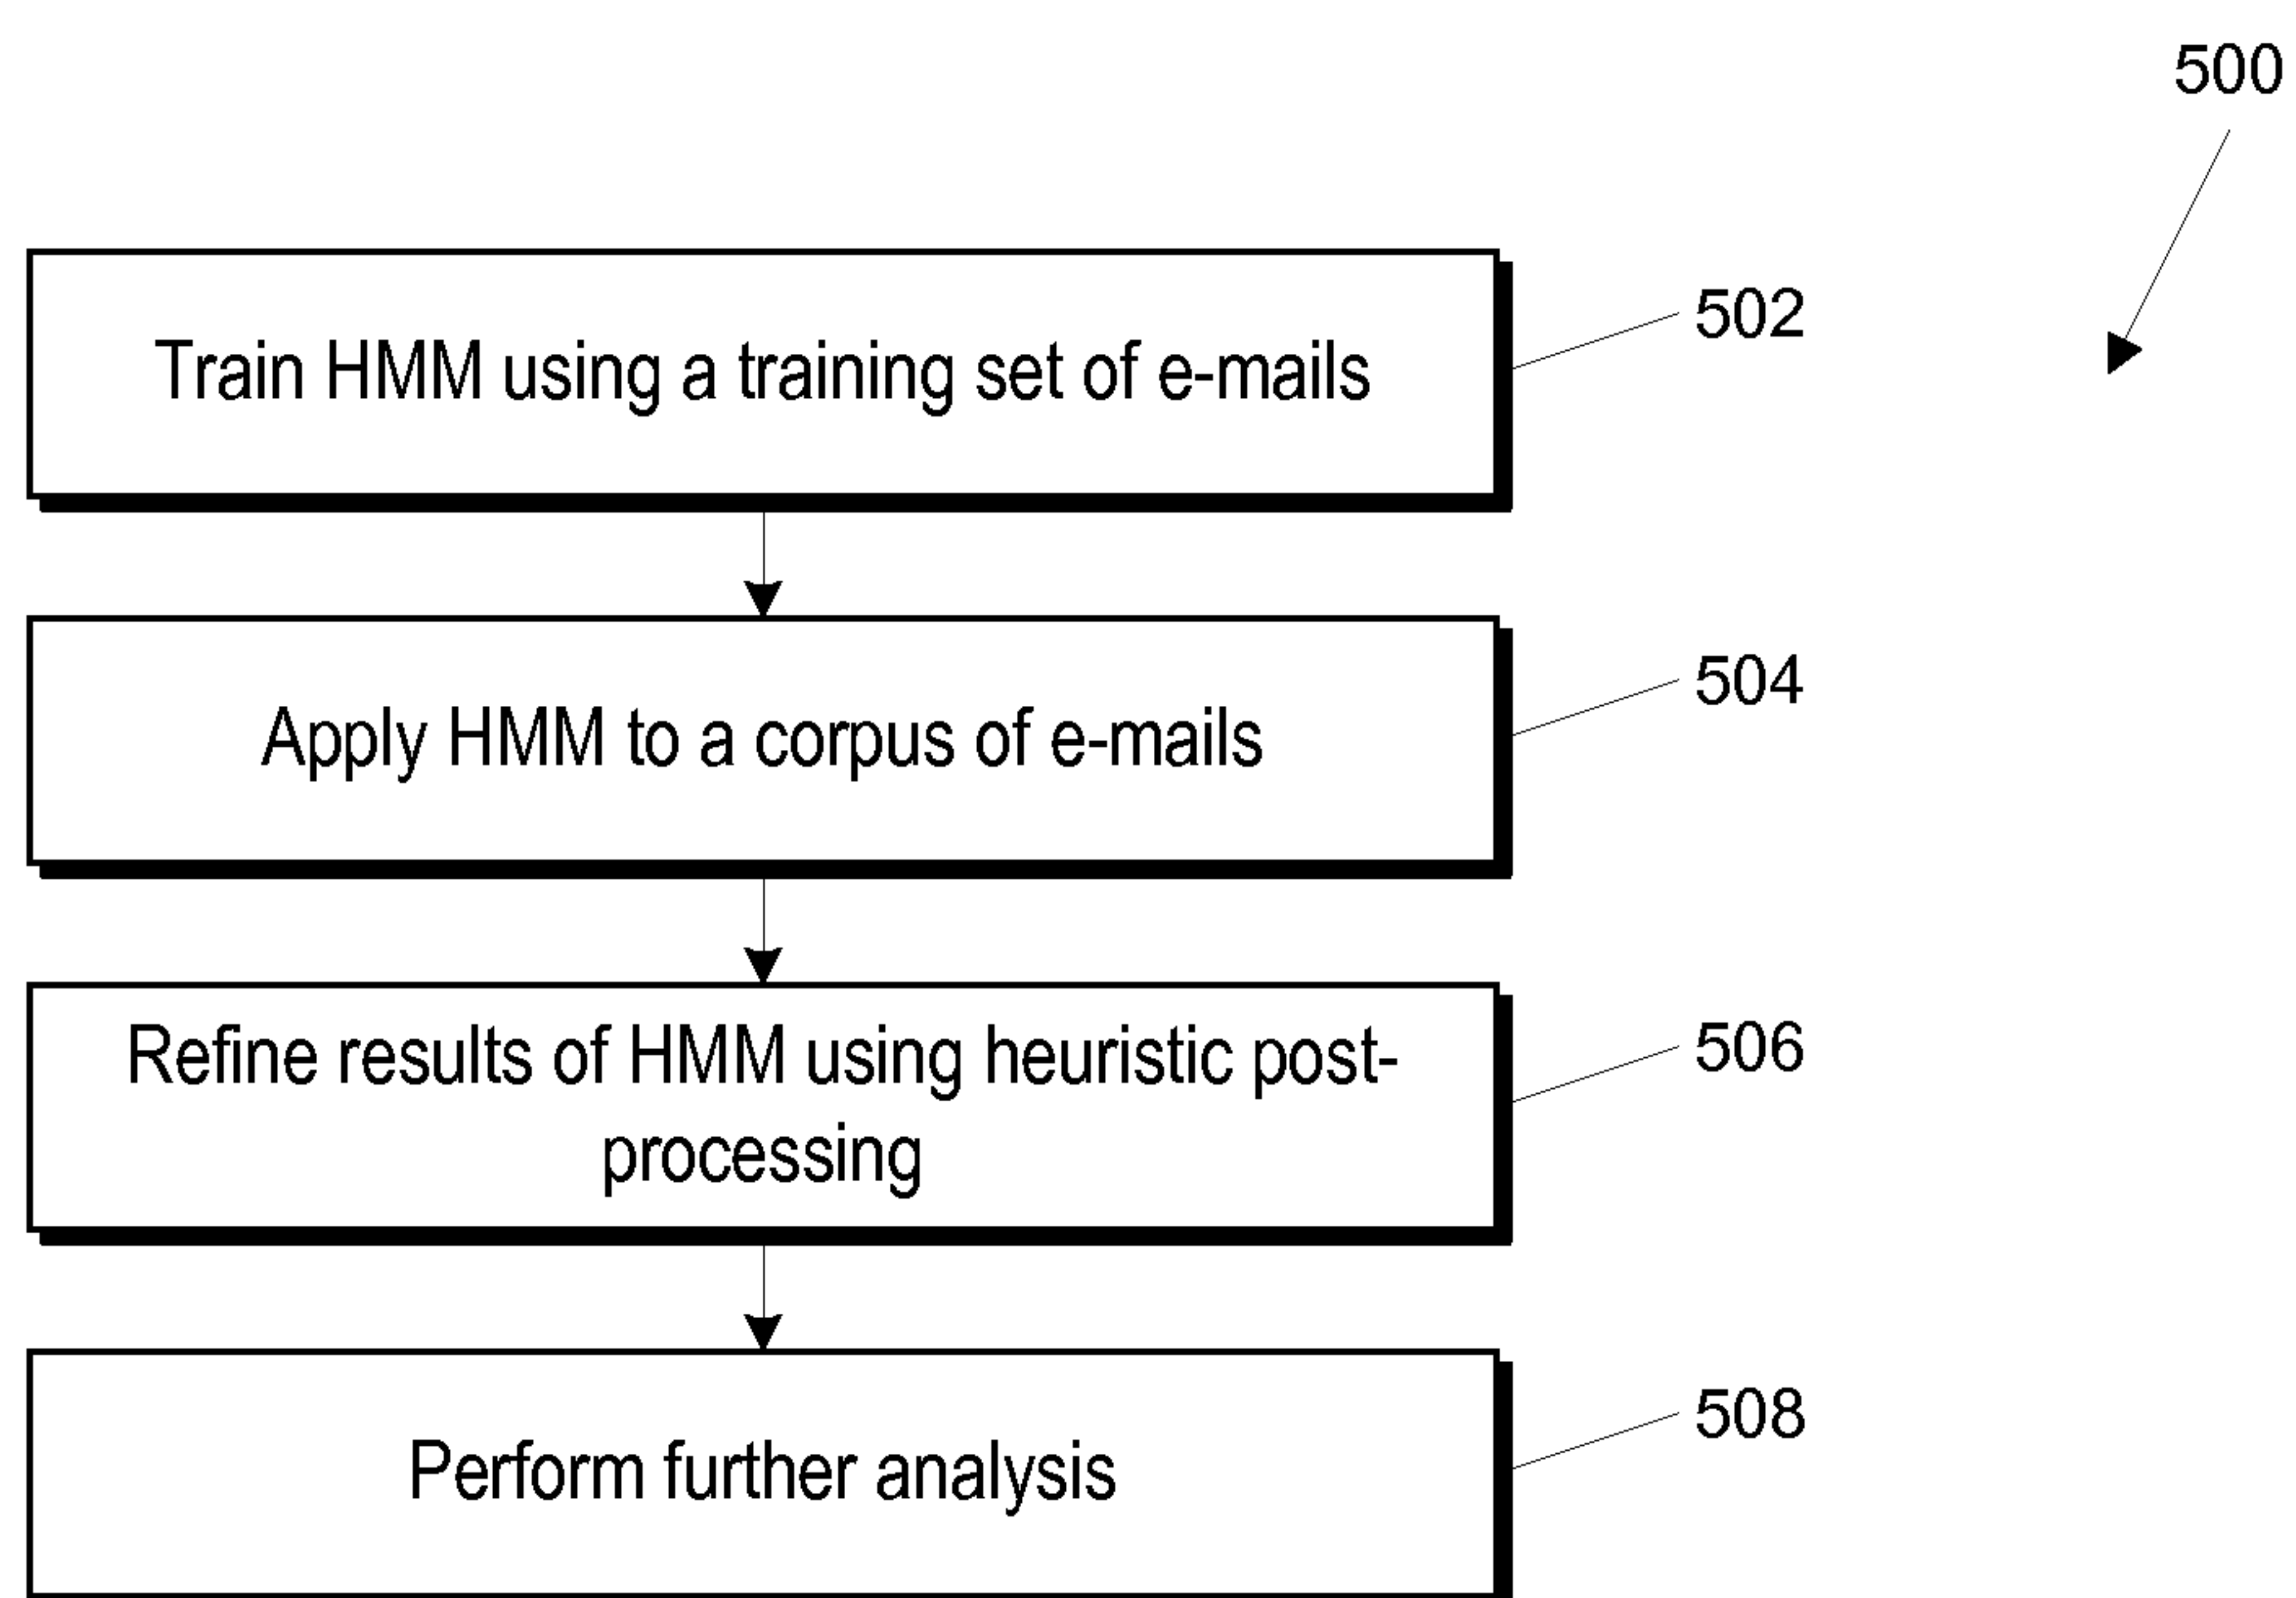 500
Train HMM using a training set of e-mails
502
Apply HMM to a corpus of e-mails
504
Refine results of HMM using heuristic post-
processing
506
Perform further analysis
508